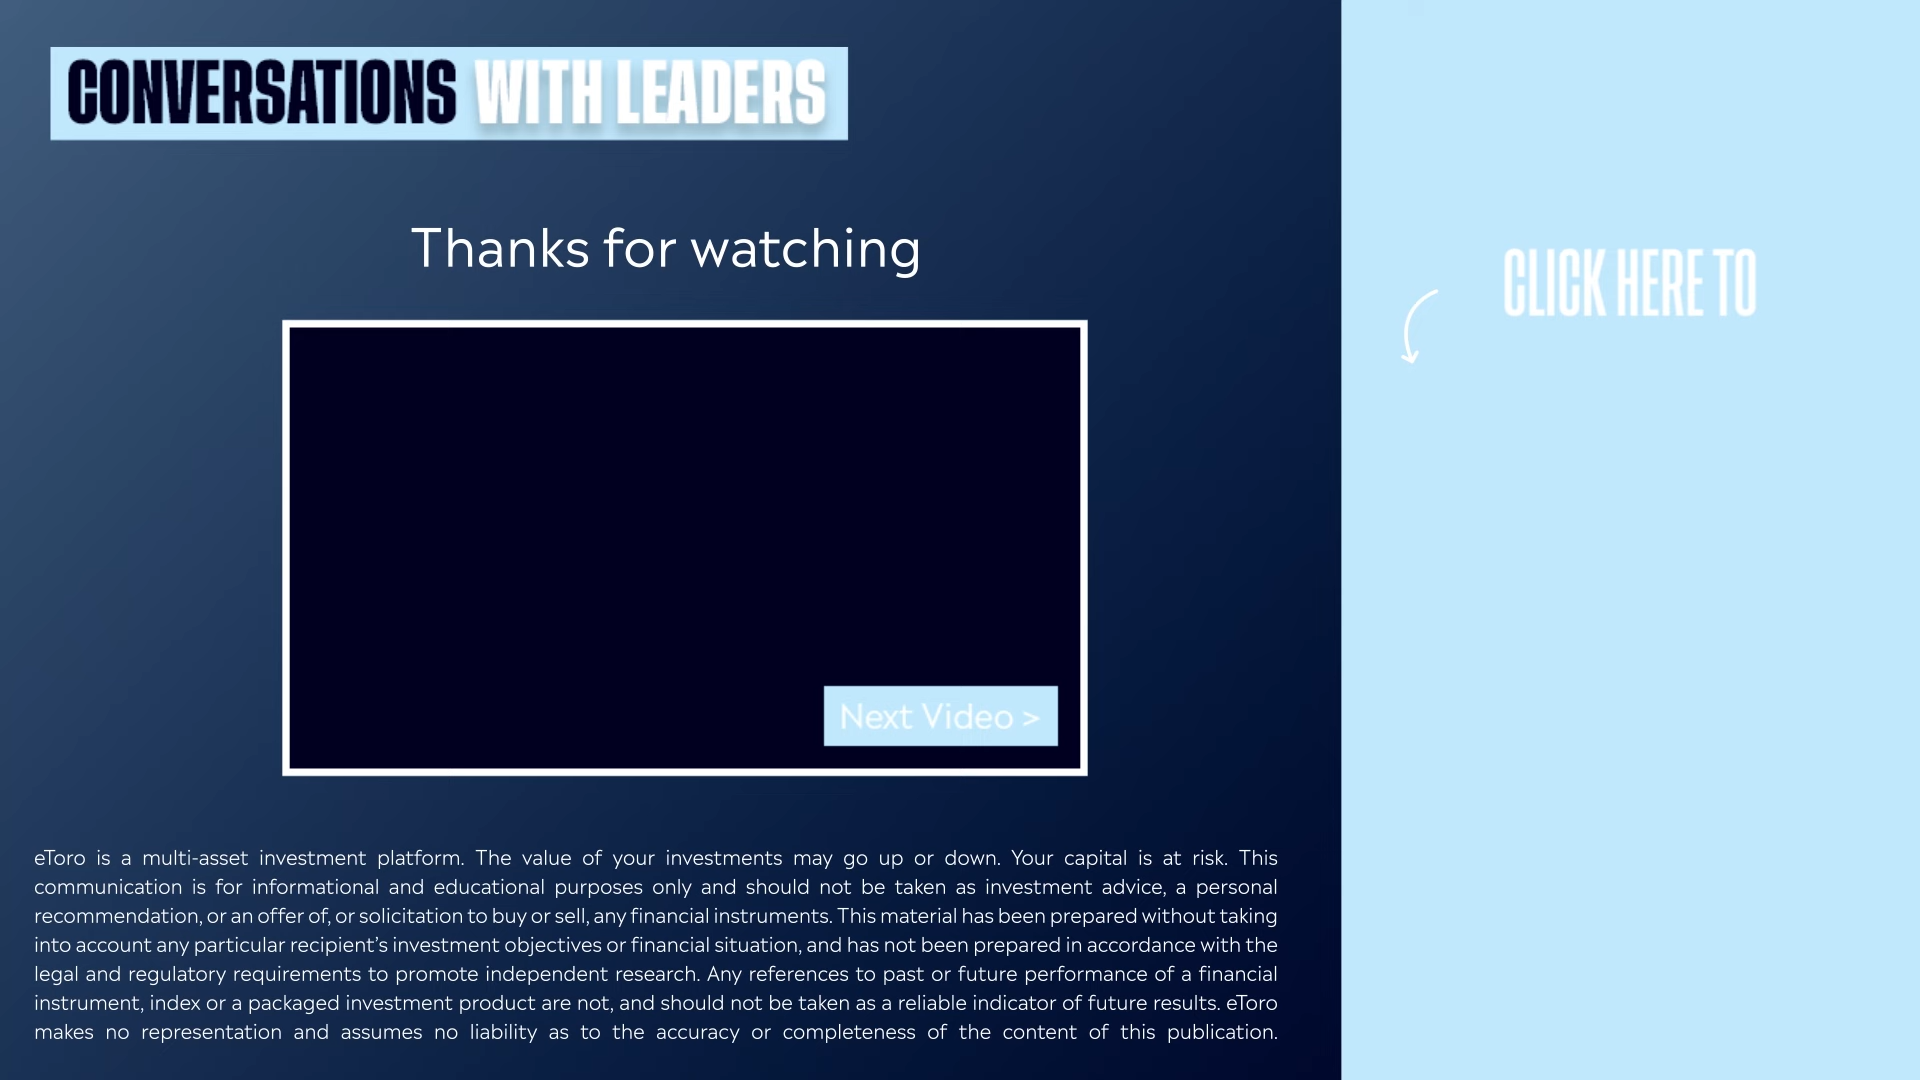 CONVERSATIONS WITH LEADERS
Thanks for watching
CLICK HERE TO
Next Video >
eToro is a multi-asset investment platform. The value of your investments may go up or down. Your capital is at risk. This
communication is for informational and educational purposes only and should not be taken as investment advice, a personal
recommendation, or an offer of, or solicitation to buy or sell, any financial instruments. This material has been prepared without taking
into account any particular recipient’s investment objectives or financial situation, and has not been prepared in accordance with the
legal and regulatory requirements to promote independent research. Any references to past or future performance of a financial
instrument, index or a packaged investment product are not, and should not be taken as a reliable indicator of future results. eToro
makes no representation and assumes no liability as to the accuracy or completeness of the content of this publication.